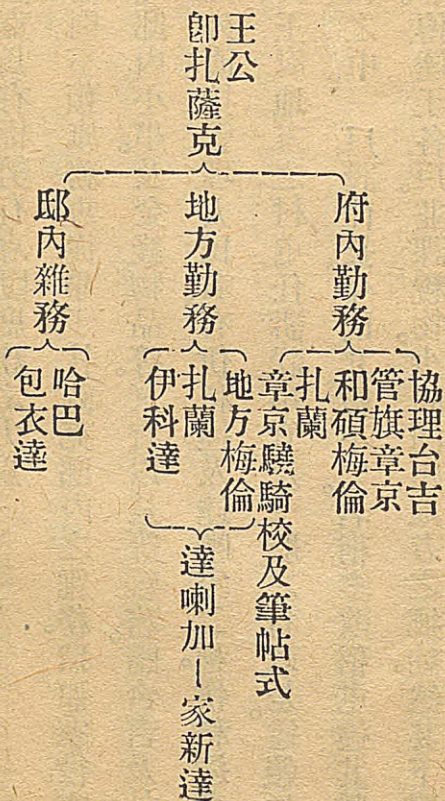 王公
即扎薩克
府內勤務
協理台吉
管旗章京
和碩梅倫
扎蘭
章京驍騎校及筆帖式
地方勤務
地方梅倫
扎蘭
伊科達
達喇加—家新達
邸內雜務
哈巴
包衣達